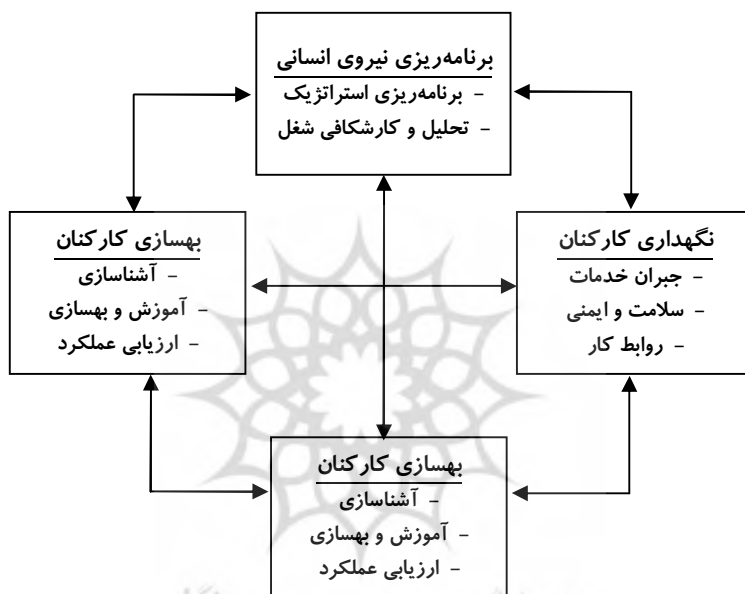 برنامه‌ریزی نیروی انسانی
- برنامه‌ریزی استراتژیک
- تحلیل و کارشکافی شغل
نگهداری کارکنان
- جبران خدمات
- سلامت و ایمنی
- روابط کار
بهسازی کارکنان
- آشناسازی
- آموزش و بهسازی
- ارزیابی عملکرد
بهسازی کارکنان
- آشناسازی
- آموزش و بهسازی
- ارزیابی عملکرد